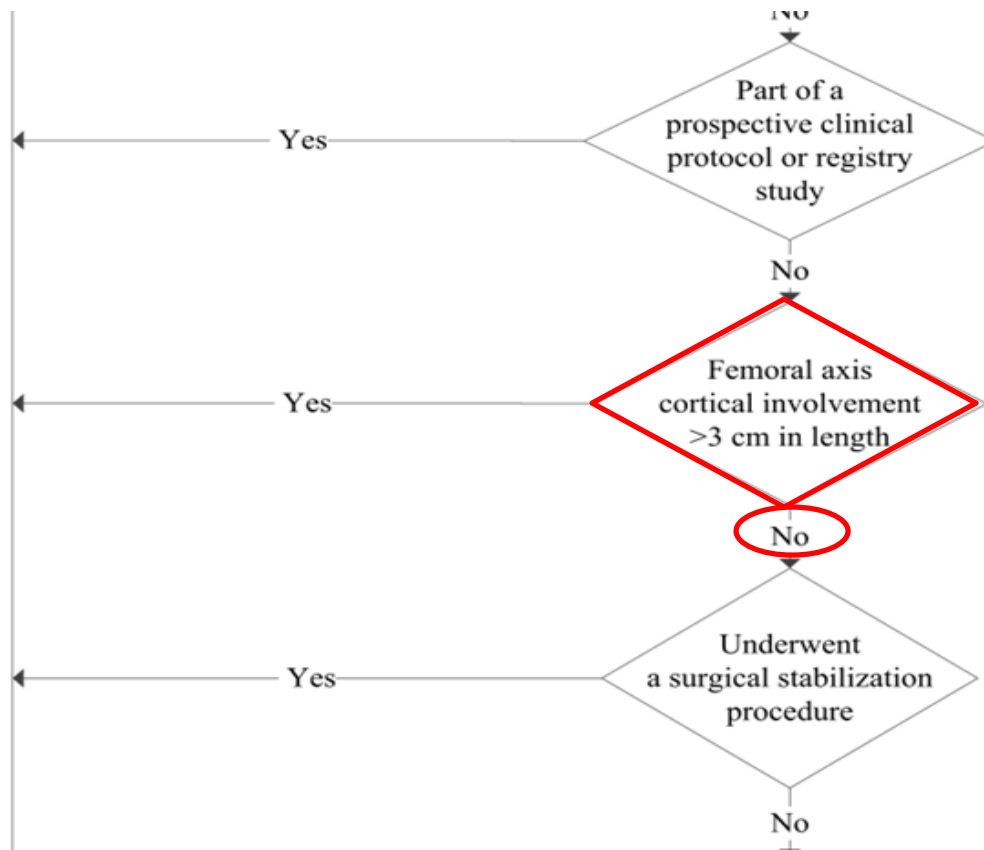 No
Part of a
prospective clinical
protocol or registry
study
Yes
No
Femoral axis
cortical involvement
>3 cm in length
Yes
No
Underwent
a surgical stabilization
procedure
Yes
No